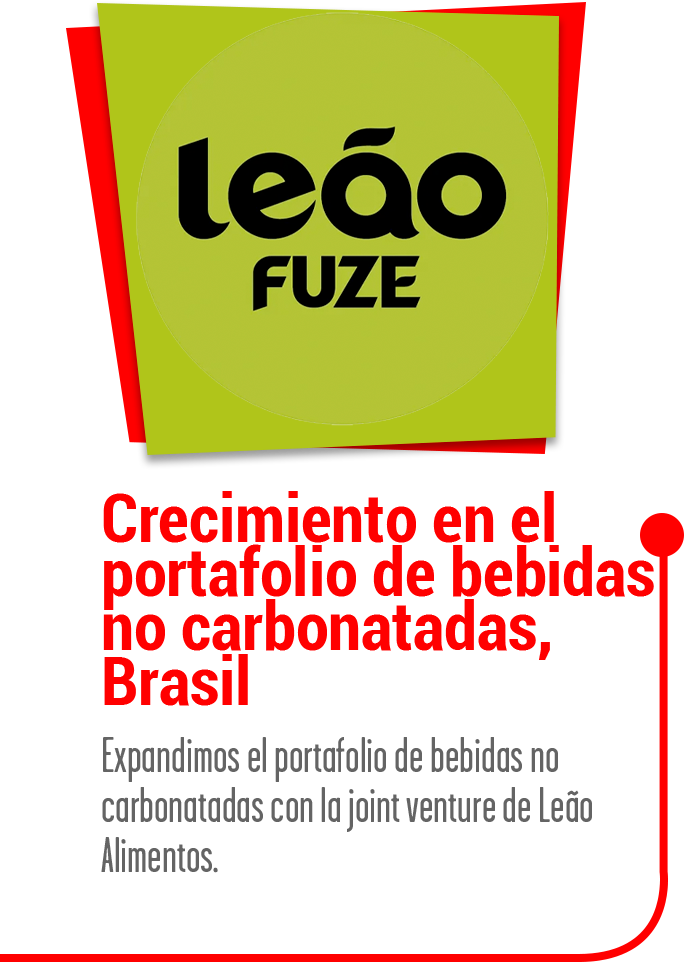 leão
FUZE
Crecimiento en el
portafolio de bebidas
no carbonatadas,
Brasil
Expandimos el portafolio de bebidas no
carbonatadas con la joint venture de Leão
Alimentos.